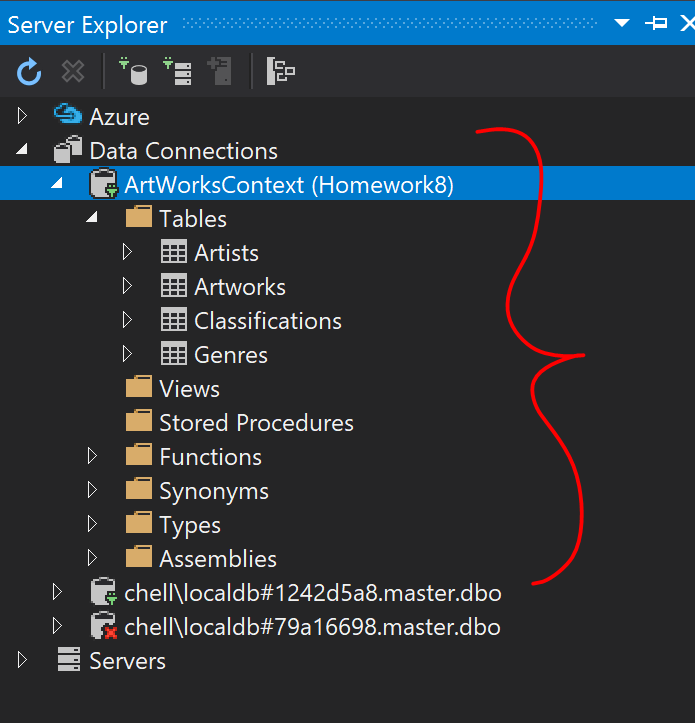 Server Explorer
Azure
Data Connections
ArtWorksContext (Homework8)
Tables
Artists
Artworks
Classifications
Genres
Views
Stored Procedures
Functions
Synonyms
Types
Assemblies
chell\localdb#1242d5a8.master.dbo
chell\localdb#79a16698.master.dbo
Servers